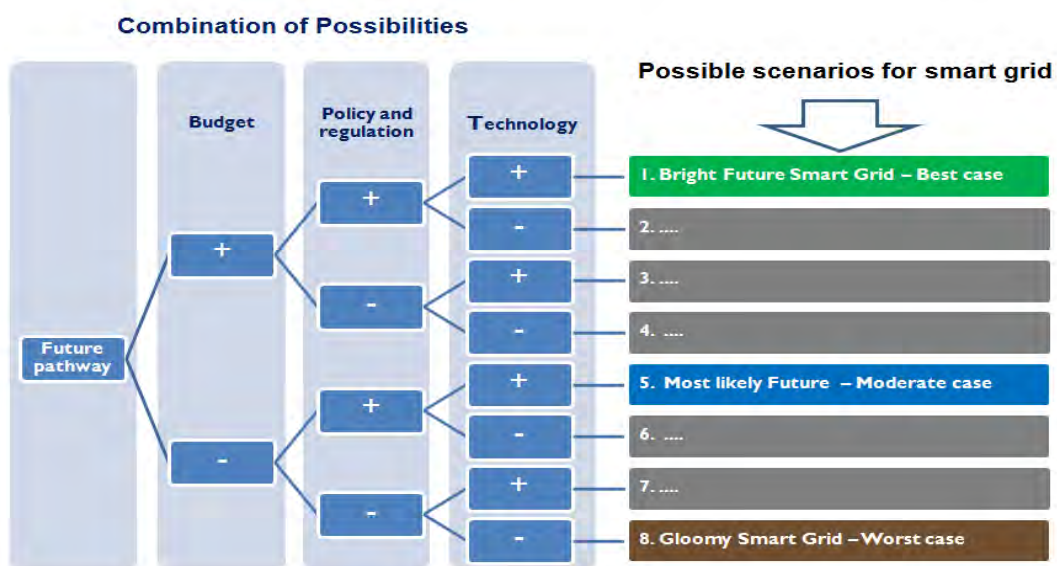 Combination of Possibilities
Possible scenarios for smart grid
Budget
Policy and
regulation
Technology
Future
pathway
+
-
+
-
+
-
+
-
+
-
+
-
+
-
1. Bright Future Smart Grid – Best case
2. ....
3. ....
4. ....
5. Most likely Future – Moderate case
6. ....
7. ....
8. Gloomy Smart Grid – Worst case